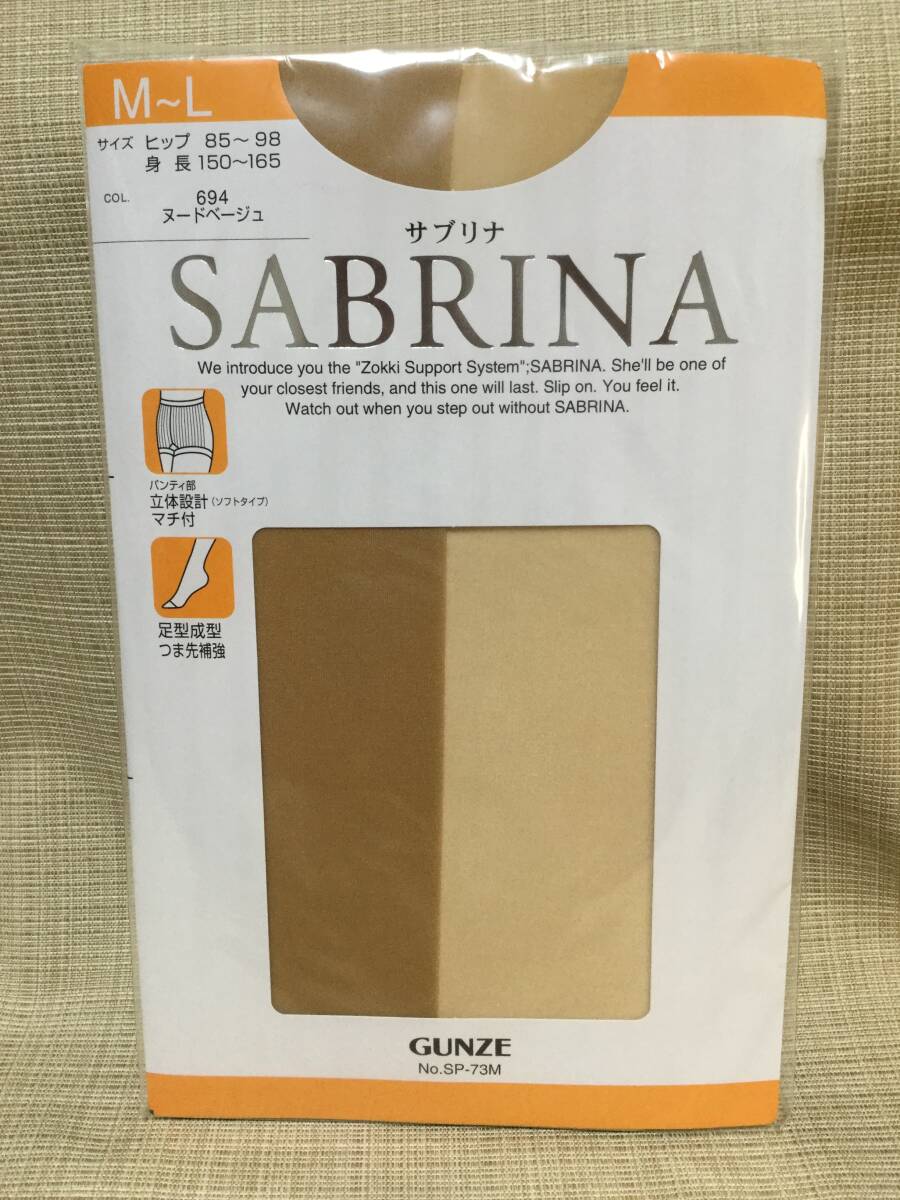 M~L
サイズ ヒップ 85〜98
身 長 150〜165
COL. 694
ヌードベージュ
サブリナ
SABRINA
We introduce you the "Zokki Support System";SABRINA. She'll be one of
your closest friends, and this one will last. Slip on. You feel it.
Watch out when you step out without SABRINA.
パンティ部
立体設計(ソフトタイプ)
マチ付
足型成型
つま先補強
GUNZE
No.SP-73M